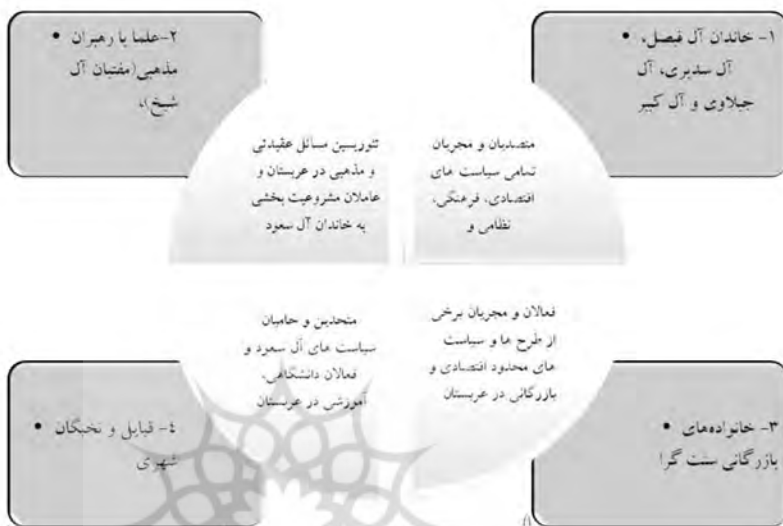 ۱- خاندان آل فیصل، •
آل سدیری، آل
جیلاوی و آل کبیر
متصدیان و مجریان
تمامی سیاست های
اقتصادی، فرهنگی،
نظامی و
۲-علما یا رهبران •
مذهبی(مفتیان آل
شیخ)،
تئوریسین مسائل عقیدتی
و مذهبی در عربستان و
عاملان مشروعیت بخشی
به خاندان آل سعود
فعالان و مجریان برخی
از طرح ها و سیاست
های محدود اقتصادی و
بازرگانی در عربستان
۳- خانواده‌های •
بازرگانی سنت گرا
متحدین و حامیان
سیاست های آل سعود و
فعالان دانشگاهی،
آموزشی در عربستان
٤- قبایل و نخبگان •
شهری